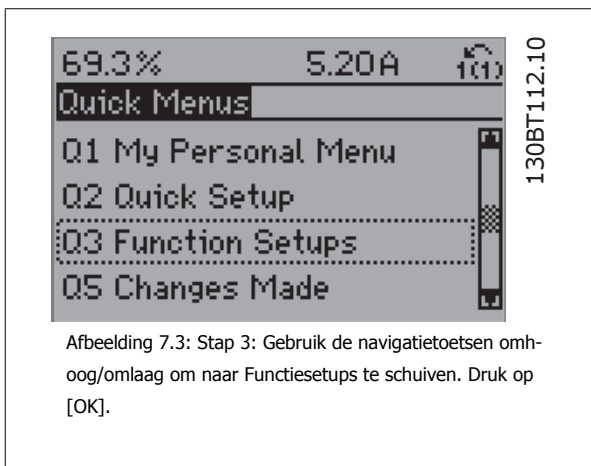 69.3% 5.20A 1(1)
Quick Menus
Q1 My Personal Menu
Q2 Quick Setup
Q3 Function Setups
Q5 Changes Made
130BT112.10
Afbeelding 7.3: Stap 3: Gebruik de navigatietoetsen omh-
oog/omlaag om naar Functiesetups te schuiven. Druk op
[OK].